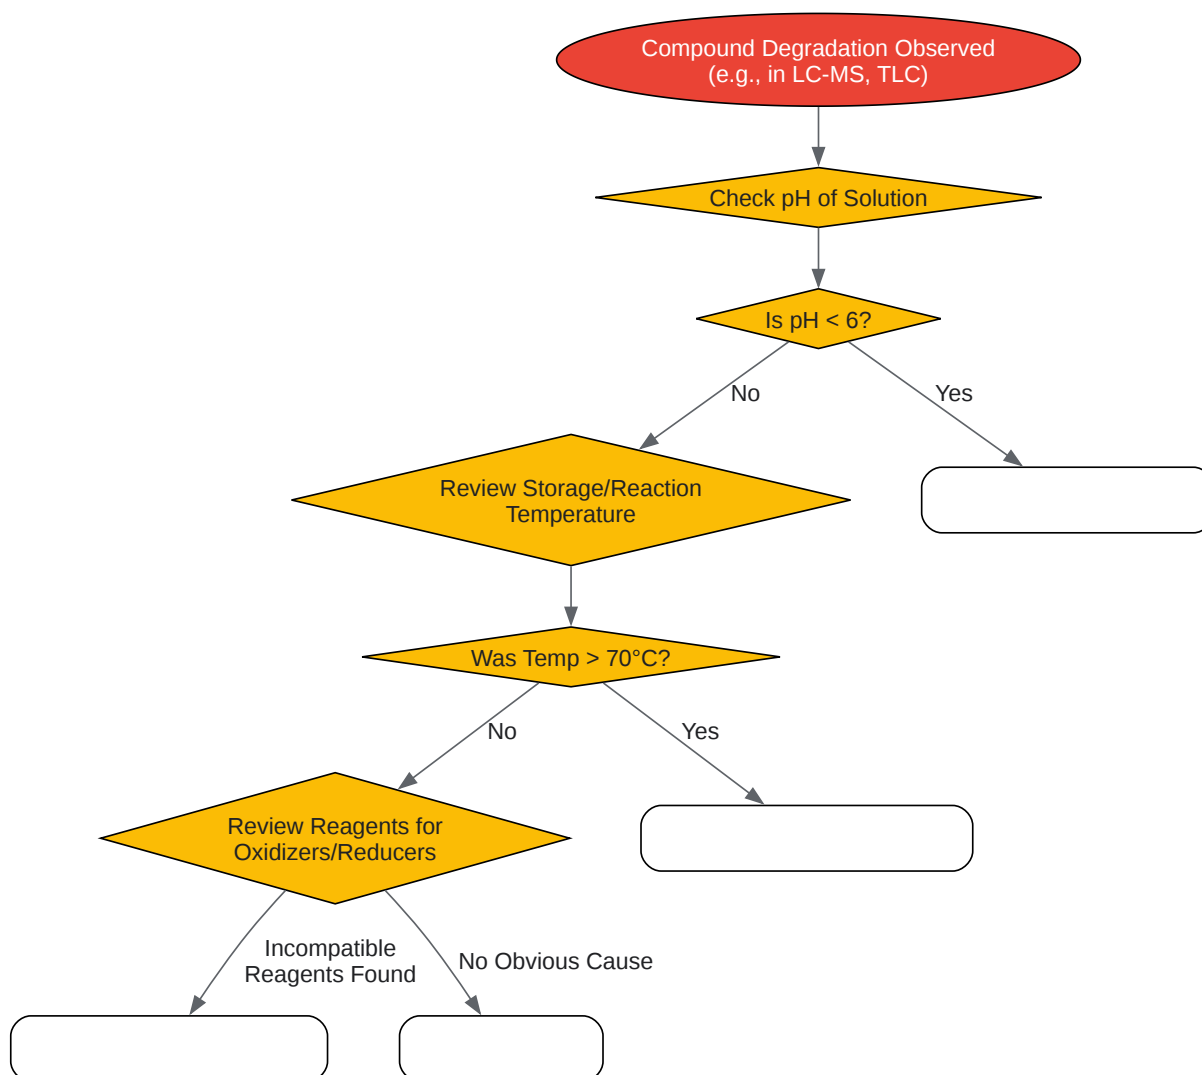 Compound Degradation Observed
(e.g., in LC-MS, TLC)
Check pH of Solution
Is pH < 6?
No
Yes
Review Storage/Reaction
Temperature
Was Temp > 70°C?
No
Yes
Review Reagents for
Oxidizers/Reducers
Incompatible
Reagents Found
No Obvious Cause